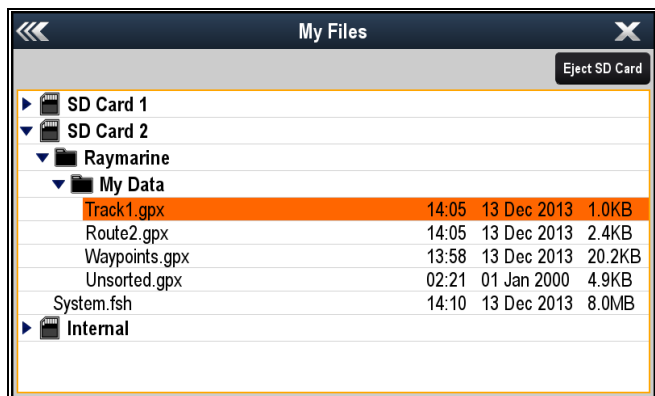 My Files
Eject SD Card
SD Card 1
SD Card 2
Raymarine
My Data
Track1.gpx 14:05 13 Dec 2013 1.0KB
Route2.gpx 14:05 13 Dec 2013 2.4KB
Waypoints.gpx 13:58 13 Dec 2013 20.2KB
Unsorted.gpx 02:21 01 Jan 2000 4.9KB
System.fsh 14:10 13 Dec 2013 8.0MB
Internal